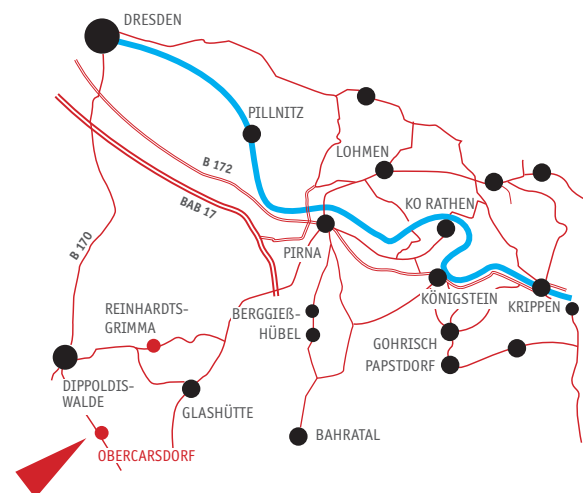 DRESDEN
PILLNITZ
LOHMEN
B 172
KO RATHEN
BAB 17
B 170
PIRNA
KÖNIGSTEIN
KRIPPEN
REINHARDTS-
GRIMMA
BERGGIEẞ-
HÜBEL
GOHRISCH
PAPSTDORF
DIPPOLDIS-
WALDE
GLASHÜTTE
BAHRATAL
OBERCARSDORF